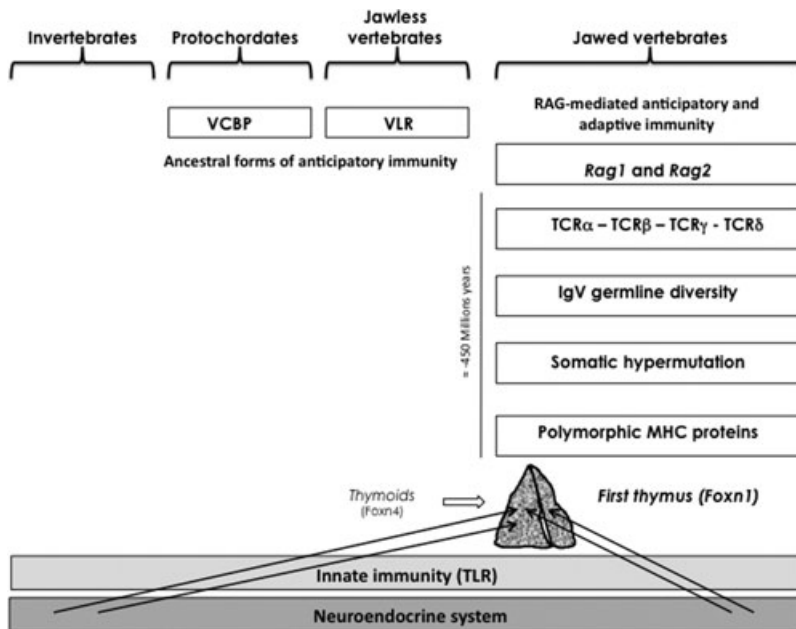 Invertebrates
Protochordates
Jawless
vertebrates
Jawed vertebrates
VCBP
VLR
RAG-mediated anticipatory and
adaptive immunity
Ancestral forms of anticipatory immunity
Rag1 and Rag2
TCRα – TCRβ – TCRγ - TCRδ
IgV germline diversity
≈ -450 Millions years
Somatic hypermutation
Polymorphic MHC proteins
Thymoids
(Foxn4)
First thymus (Foxn1)
Innate immunity (TLR)
Neuroendocrine system